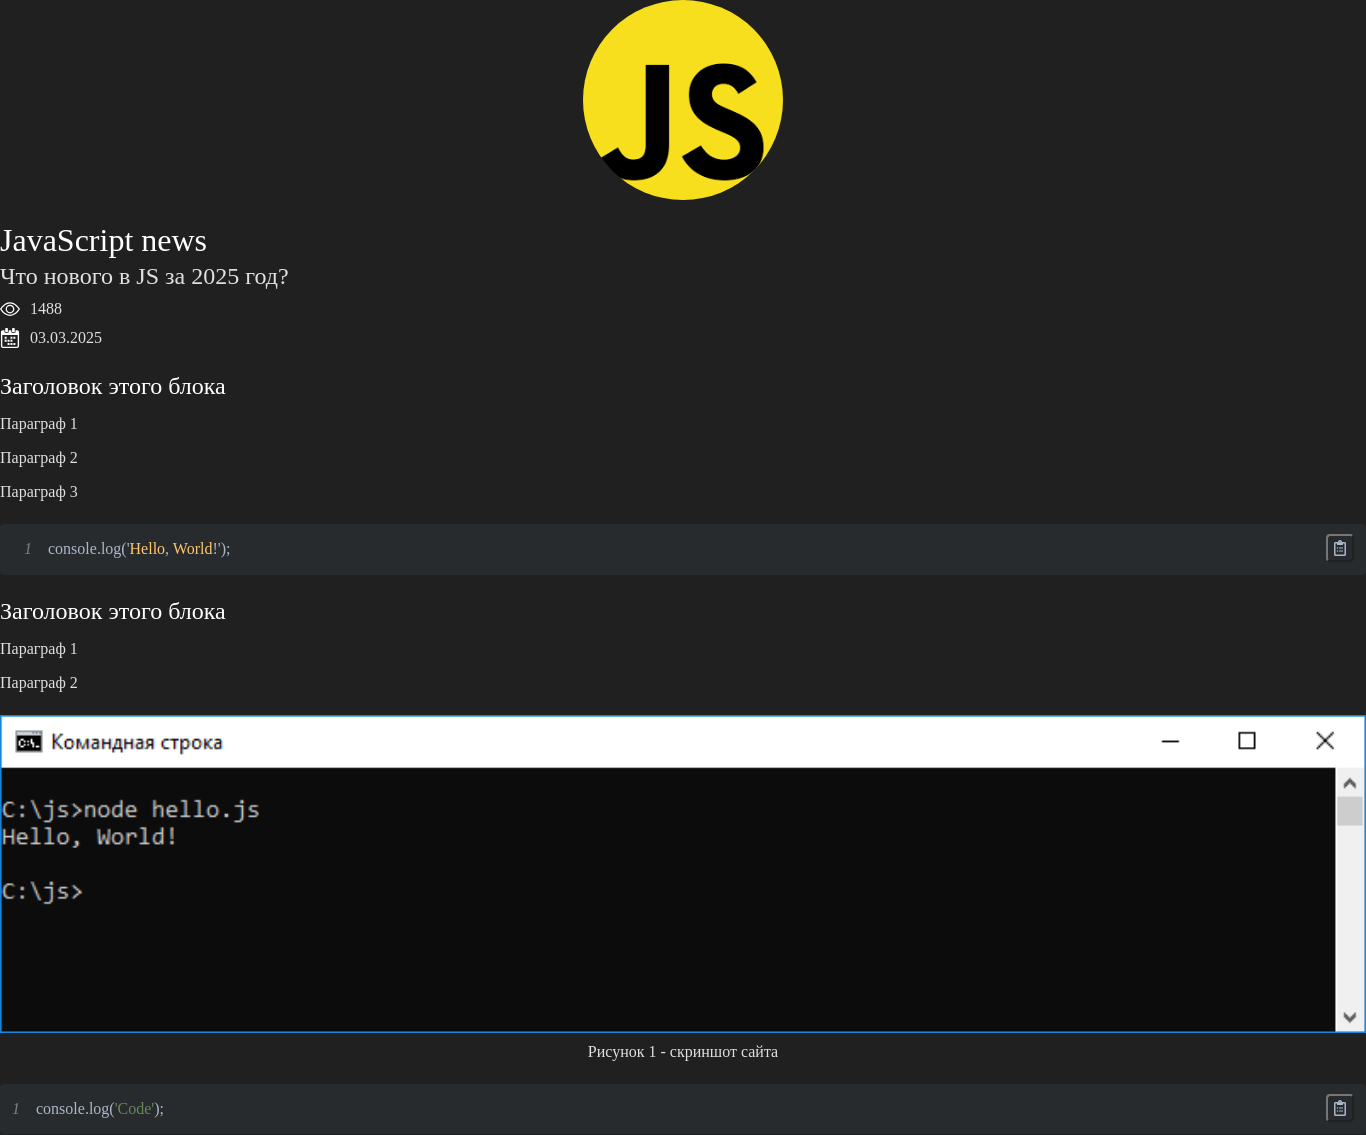 JS
JavaScript news
Что нового в JS за 2025 год?
1488
03.03.2025
Заголовок этого блока
Параграф 1
Параграф 2
Параграф 3
1 console.log('Hello, World!');
Заголовок этого блока
Параграф 1
Параграф 2
C:\. Командная строка
C:\js>node hello.js
Hello, World!
C:\js>
Рисунок 1 - скриншот сайта
1 console.log('Code');